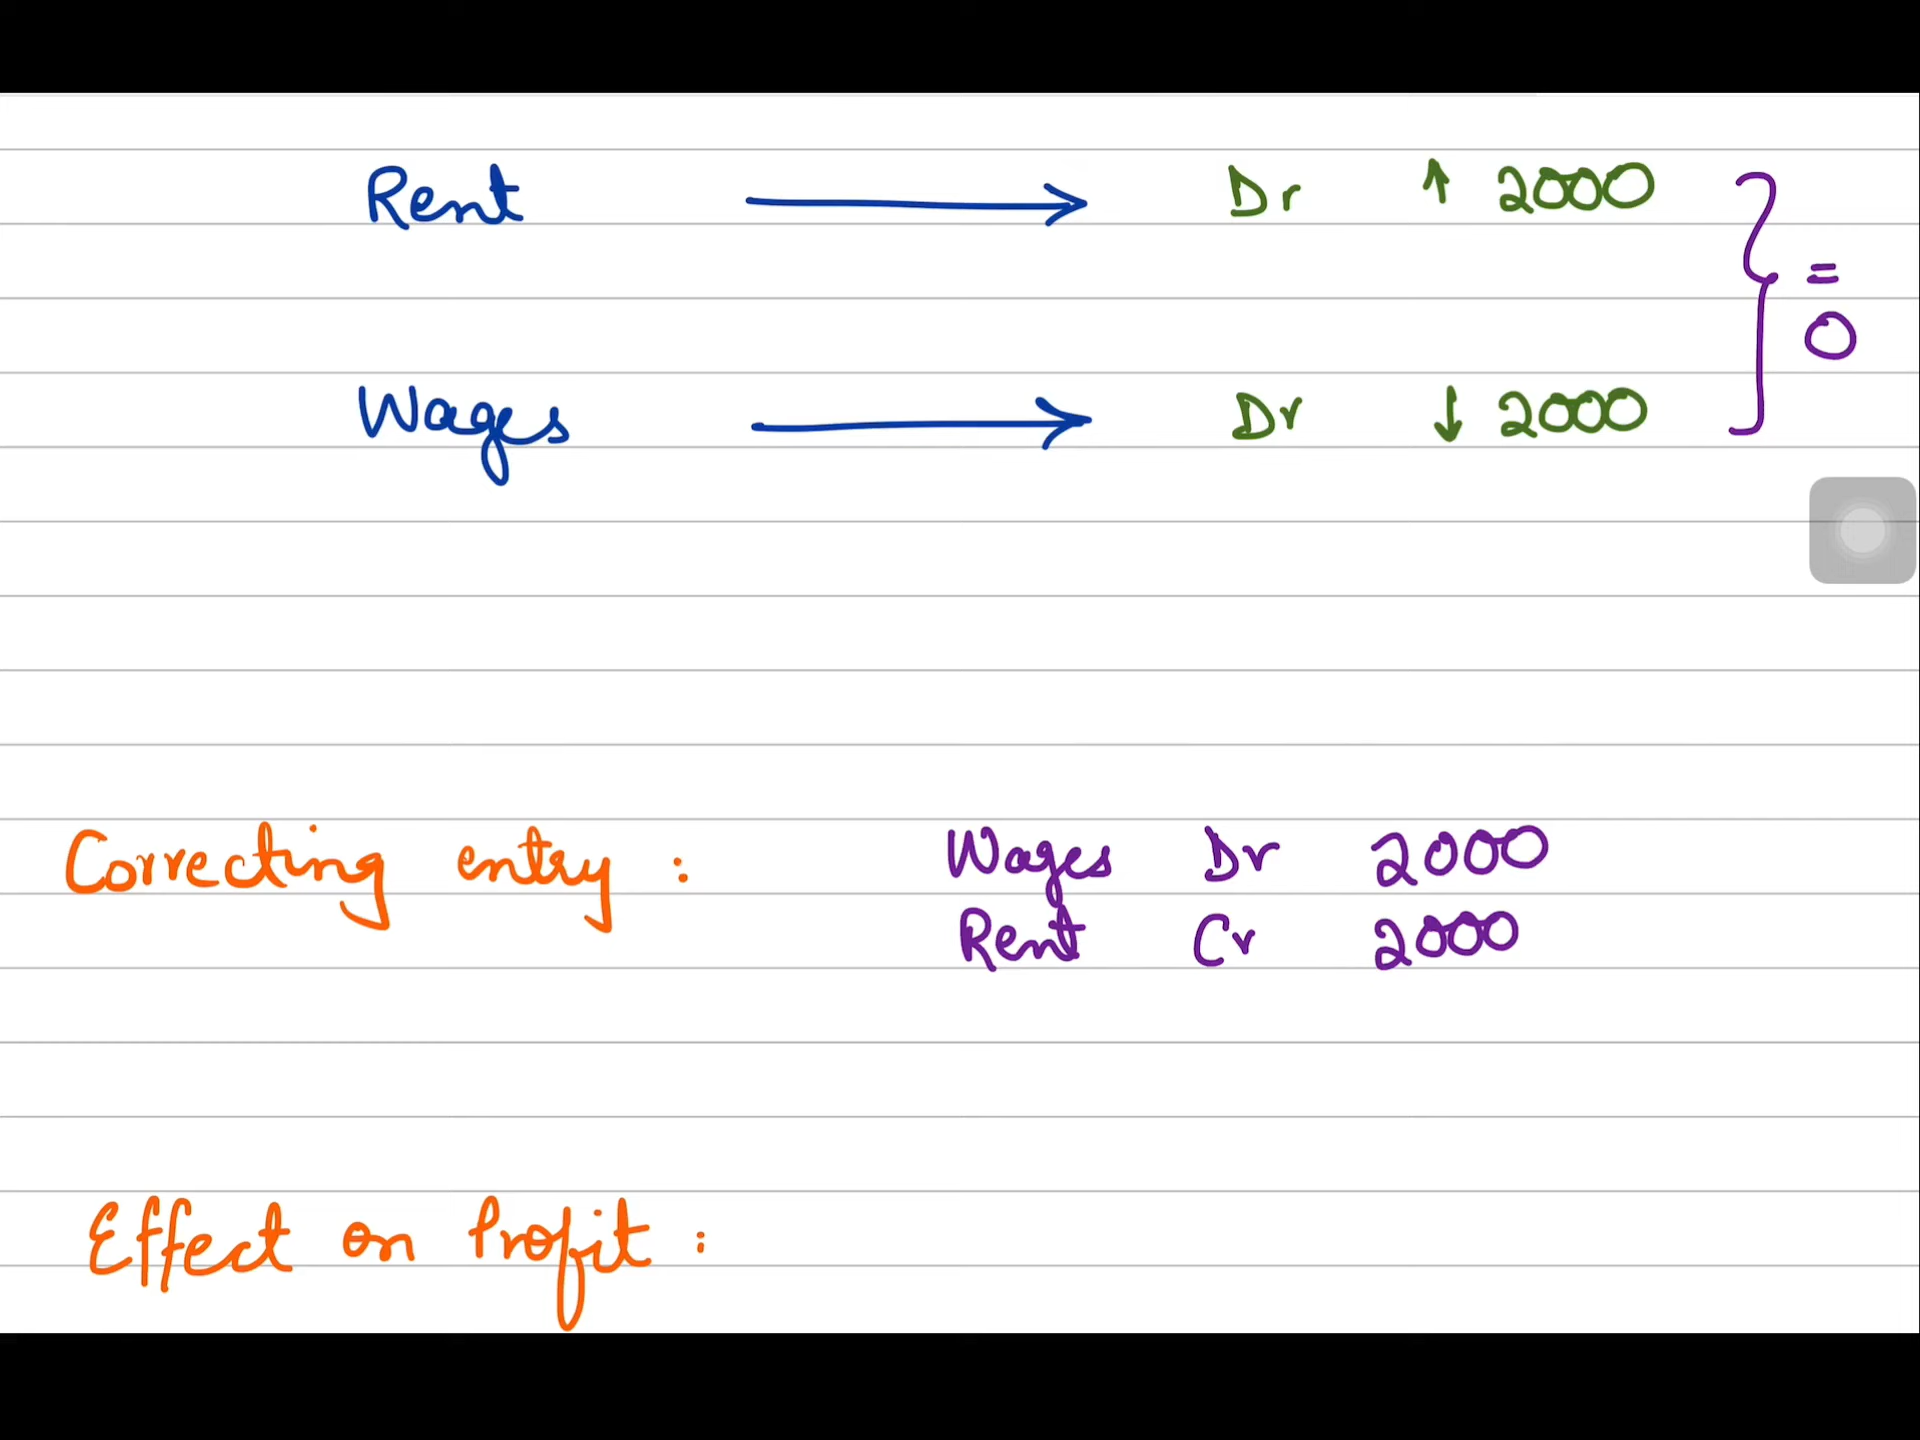 Rent → Dr ↑ 2000
= 0
Wages → Dr ↓ 2000
Correcting entry : Wages Dr 2000
Rent Cr 2000
Effect on Profit :